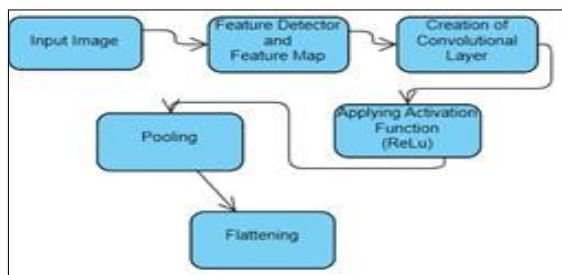 Input Image
Feature Detector
and
Feature Map
Creation of
Convolutional
Layer
Applying Activation
Function
(ReLu)
Pooling
Flattening